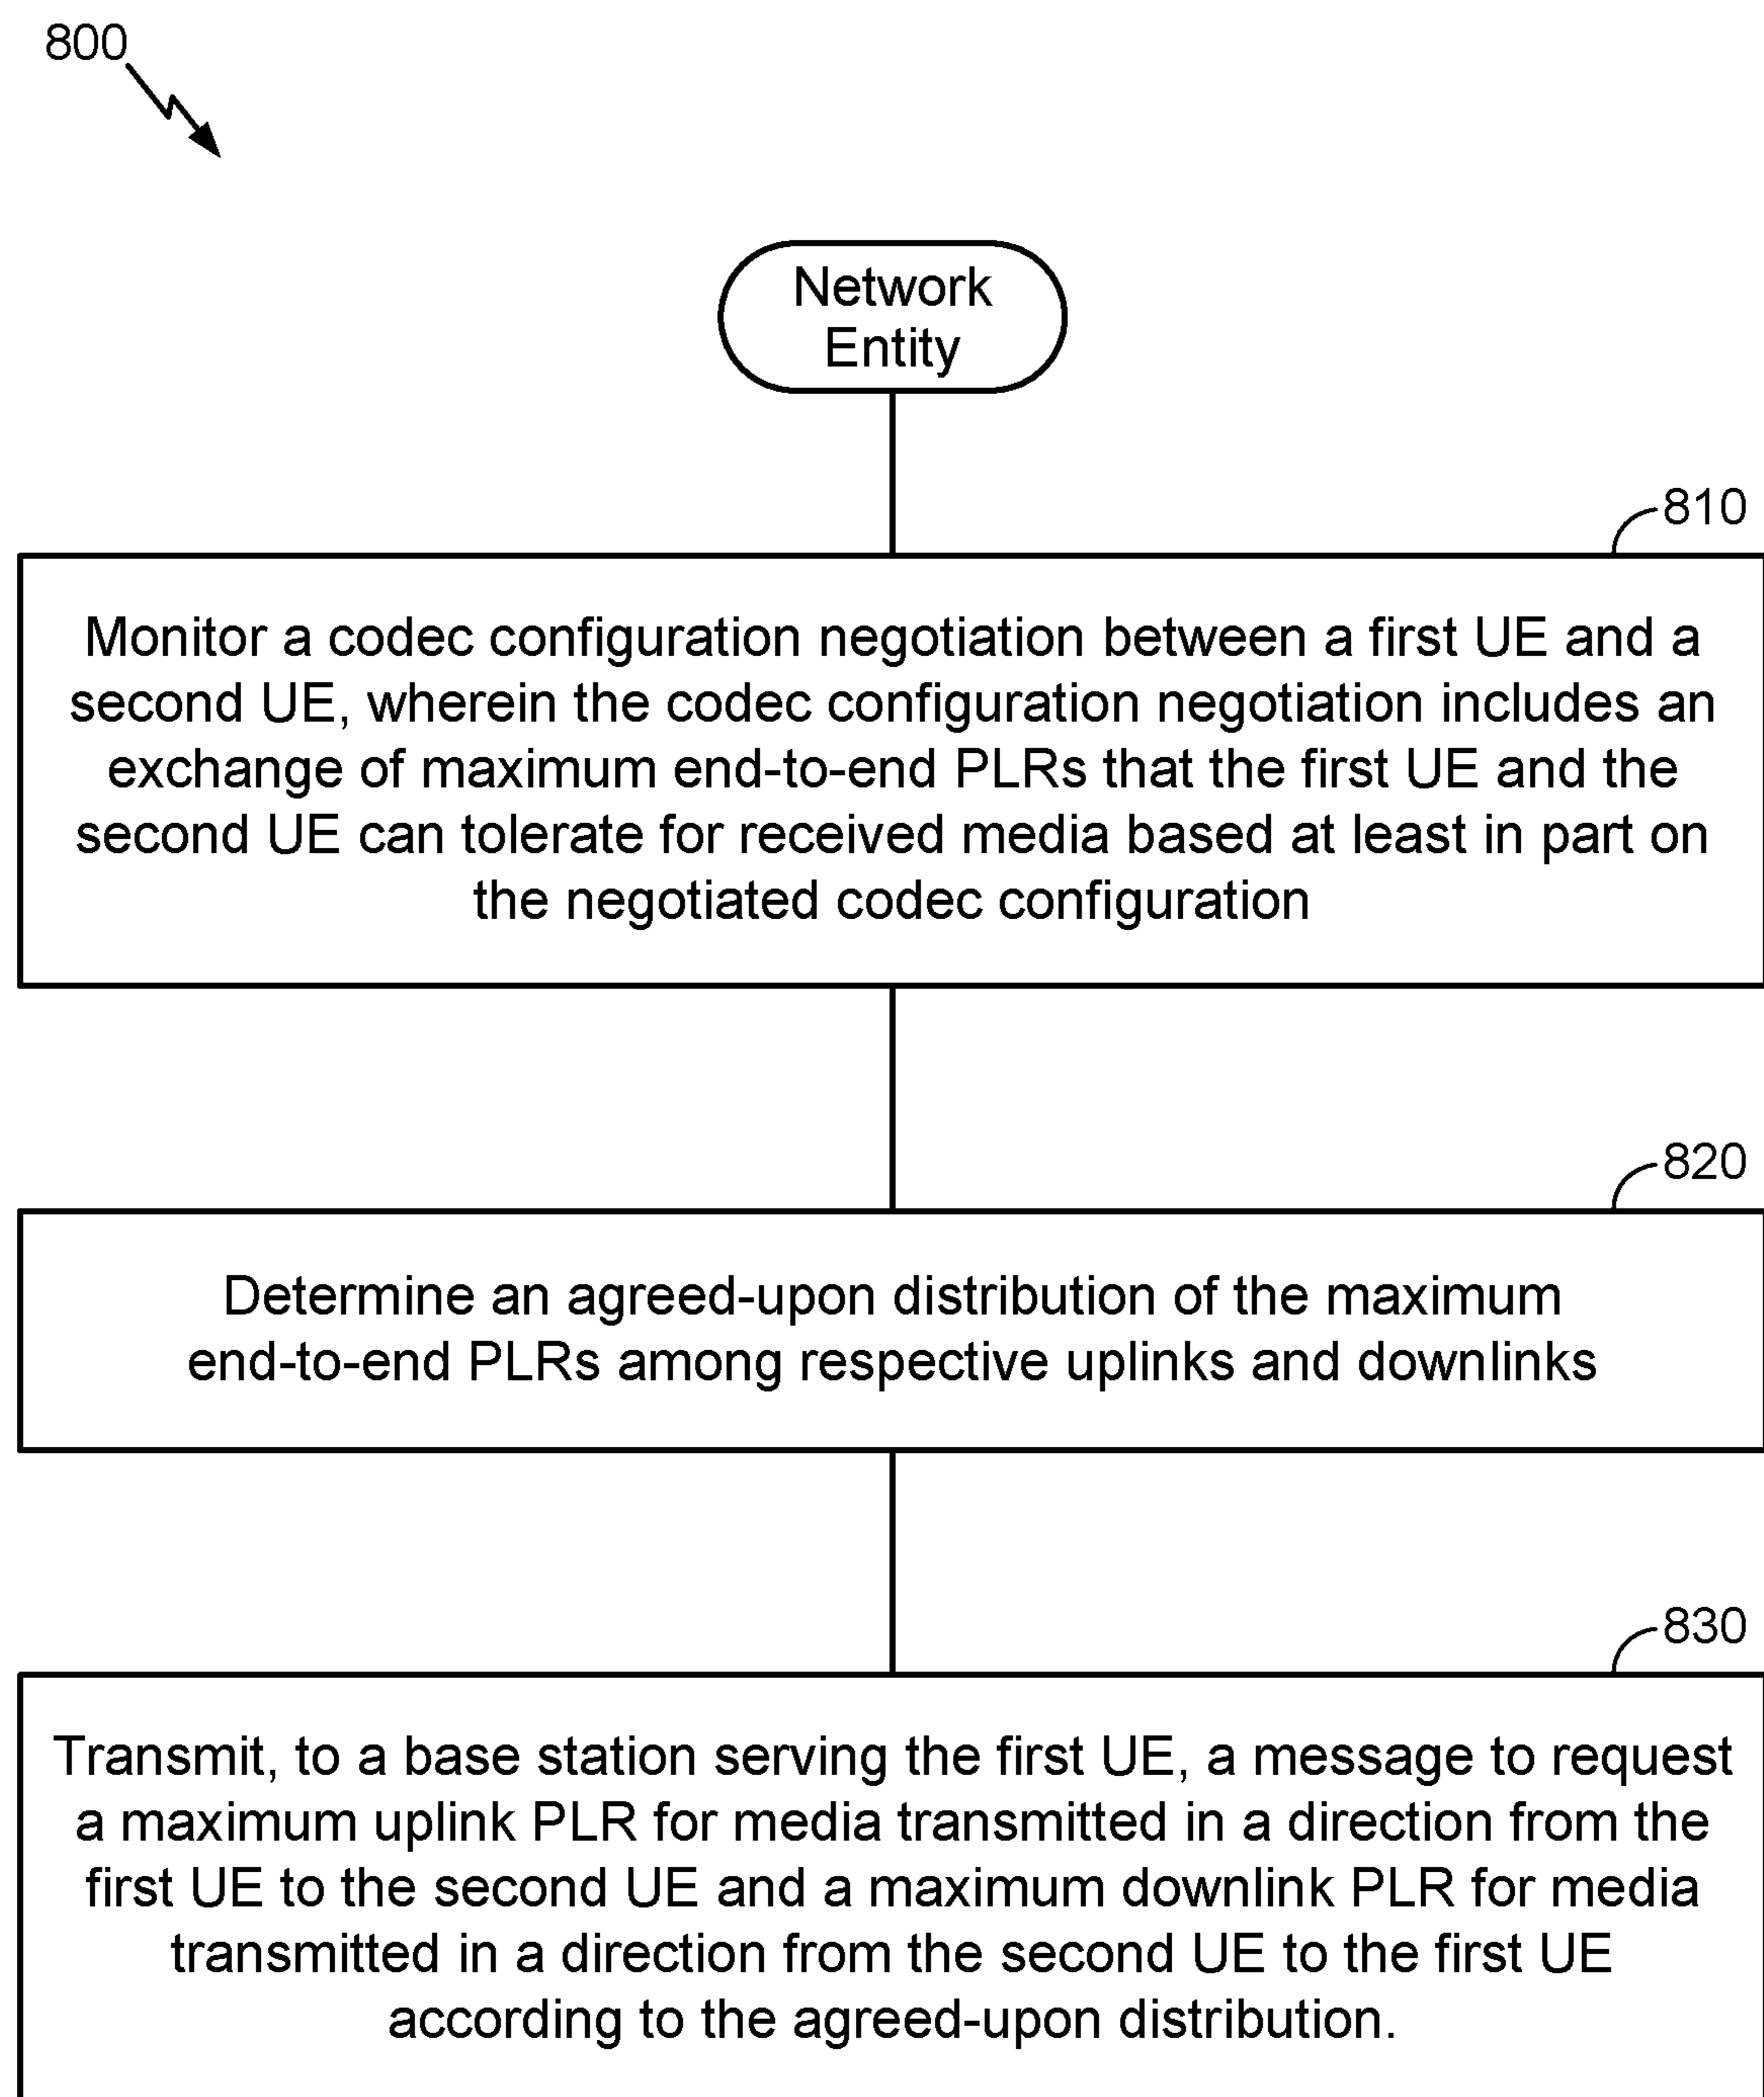 800
Network
Entity
810
Monitor a codec configuration negotiation between a first UE and a
second UE, wherein the codec configuration negotiation includes an
exchange of maximum end-to-end PLRs that the first UE and the
second UE can tolerate for received media based at least in part on
the negotiated codec configuration
820
Determine an agreed-upon distribution of the maximum
end-to-end PLRs among respective uplinks and downlinks
830
Transmit, to a base station serving the first UE, a message to request
a maximum uplink PLR for media transmitted in a direction from the
first UE to the second UE and a maximum downlink PLR for media
transmitted in a direction from the second UE to the first UE
according to the agreed-upon distribution.